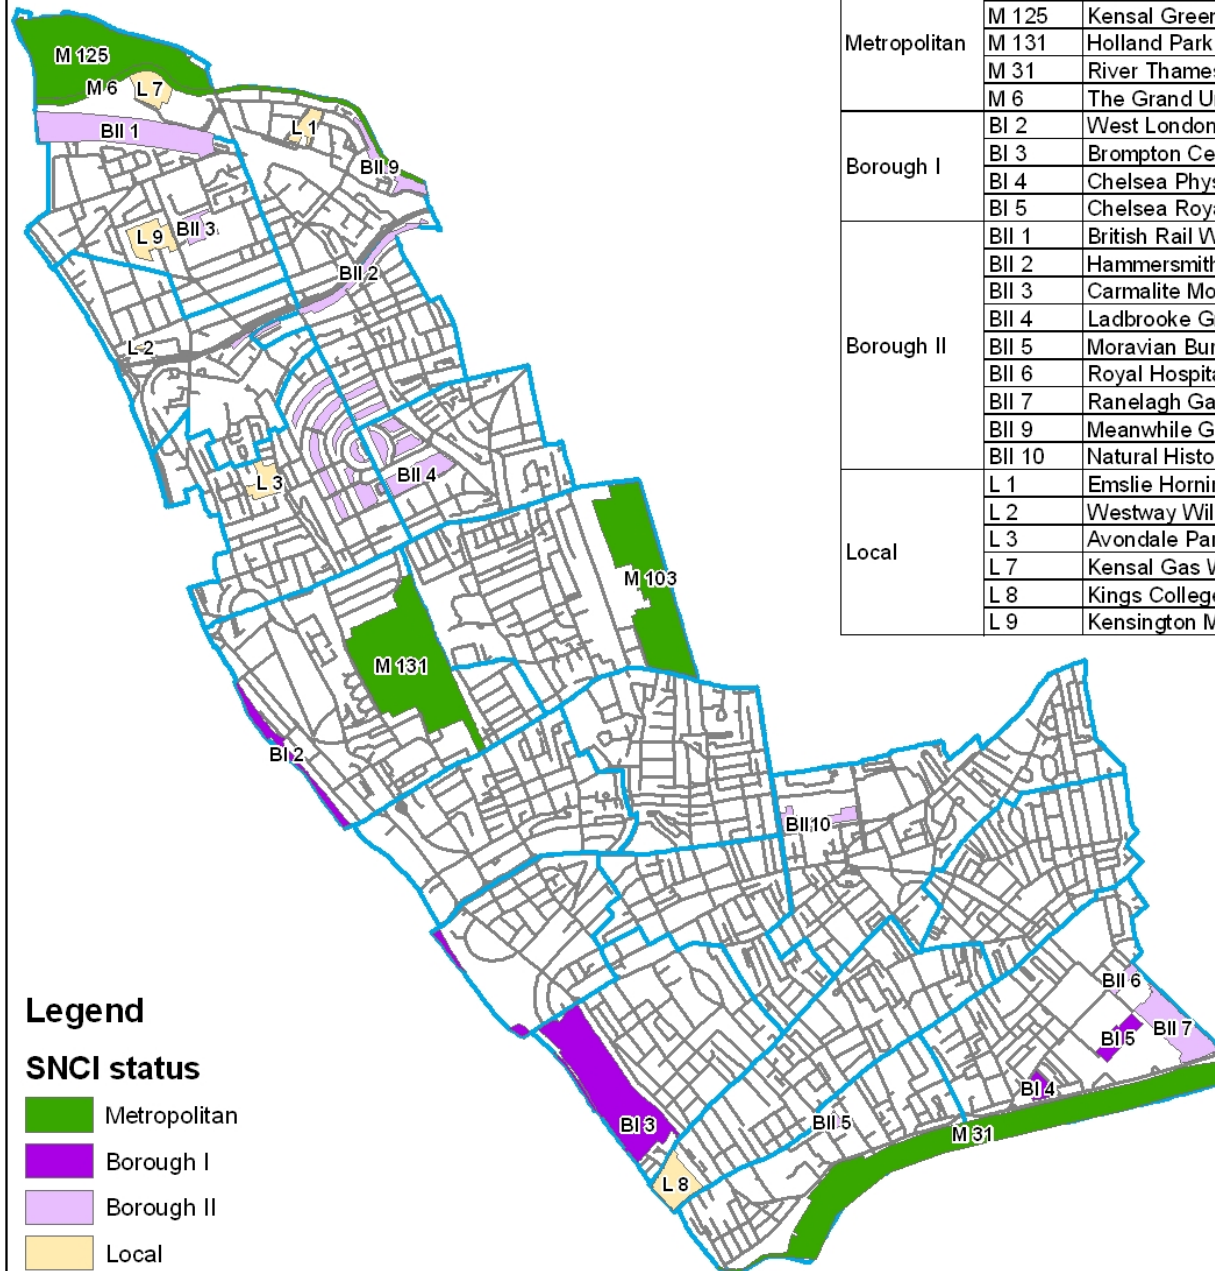 M 125 Kensal Green
Metropolitan
M 131 Holland Park
M 31 River Thames
M 6 The Grand U
BI 2 West London
Borough I
BI 3 Brompton Ce
BI 4 Chelsea Phys
BI 5 Chelsea Roya
BII 1 British Rail W
BII 2 Hammersmith
BII 3 Carmalite Mo
BII 4 Ladbrooke G
Borough II
BII 5 Moravian Bur
BII 6 Royal Hospita
BII 7 Ranelagh Ga
BII 9 Meanwhile G
BII 10 Natural Histo
L 1 Emslie Horni
L 2 Westway Wil
Local
L 3 Avondale Par
L 7 Kensal Gas W
L 8 Kings College
L 9 Kensington M
M 125
M 6
L 7
BII 1
L 1
BII 9
L 9
BII 3
BII 2
L 2
L 3
BII 4
M 103
M 131
BI 2
BII10
BII 6
BII 7
BI 5
BI 4
BI 3
BII 5
M 31
L 8
Legend
SNCI status
Metropolitan
Borough I
Borough II
Local